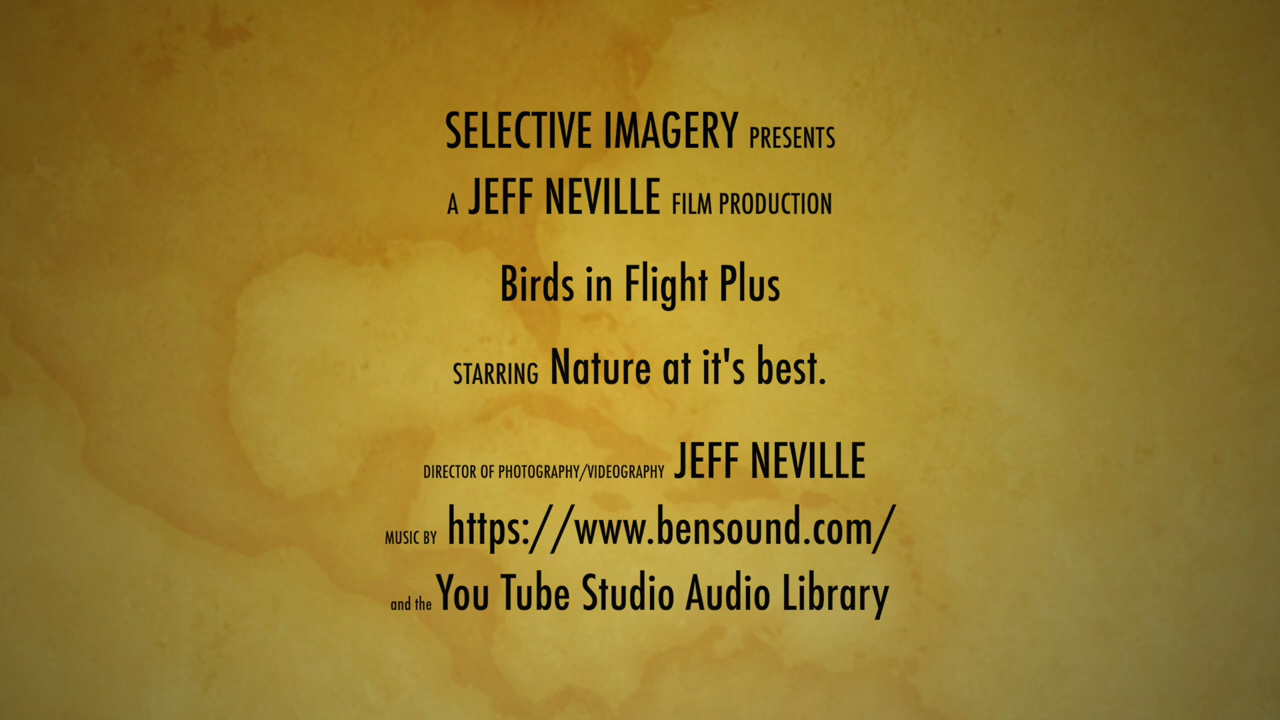 SELECTIVE IMAGERY PRESENTS
A JEFF NEVILLE FILM PRODUCTION
Birds in Flight Plus
STARRING Nature at it's best.
DIRECTOR OF PHOTOGRAPHY/VIDEOGRAPHY JEFF NEVILLE
MUSIC BY https://www.bensound.com/
and the You Tube Studio Audio Library